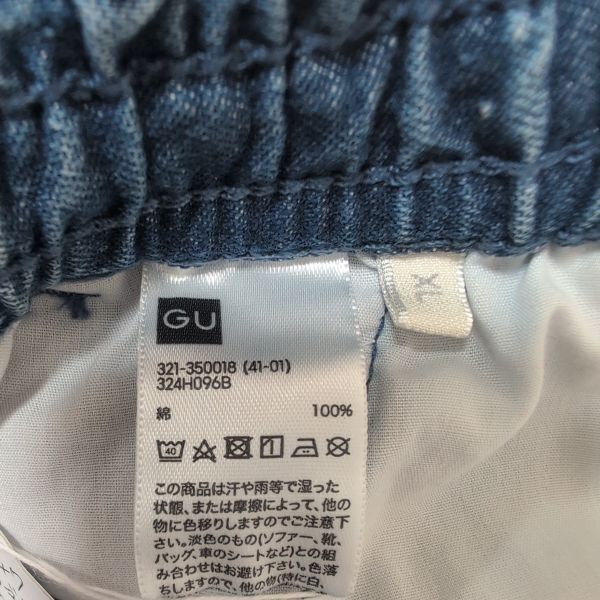 GU
XL
321-350018 (41-01)
324H096B
綿 100%
40
この商品は汗や雨等で湿った
状態、または摩擦によって、他の
物に色移りしますのでご注意下
さい。淡色のもの(ソファー、靴、
バッグ、車のシートなど)との組
み合わせはお避け下さい。色落
ちしますので、他の物(特に白、